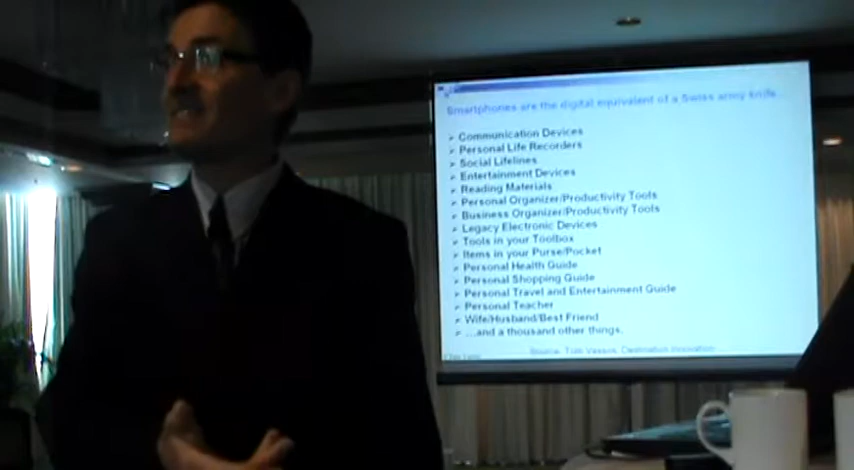 Smartphones are the digital equivalent of a Swiss army knife
➢ Communication Devices
➢ Personal Life Recorders
➢ Social Lifelines
➢ Entertainment Devices
➢ Reading Materials
➢ Personal Organizer/Productivity Tools
➢ Business Organizer/Productivity Tools
➢ Legacy Electronic Devices
➢ Tools in your Toolbox
➢ Items in your Purse/Pocket
➢ Personal Health Guide
➢ Personal Shopping Guide
➢ Personal Travel and Entertainment Guide
➢ Personal Teacher
➢ Wife/Husband/Best Friend
➢ ...and a thousand other things.
Source: Tom Vassos, Destination Innovation